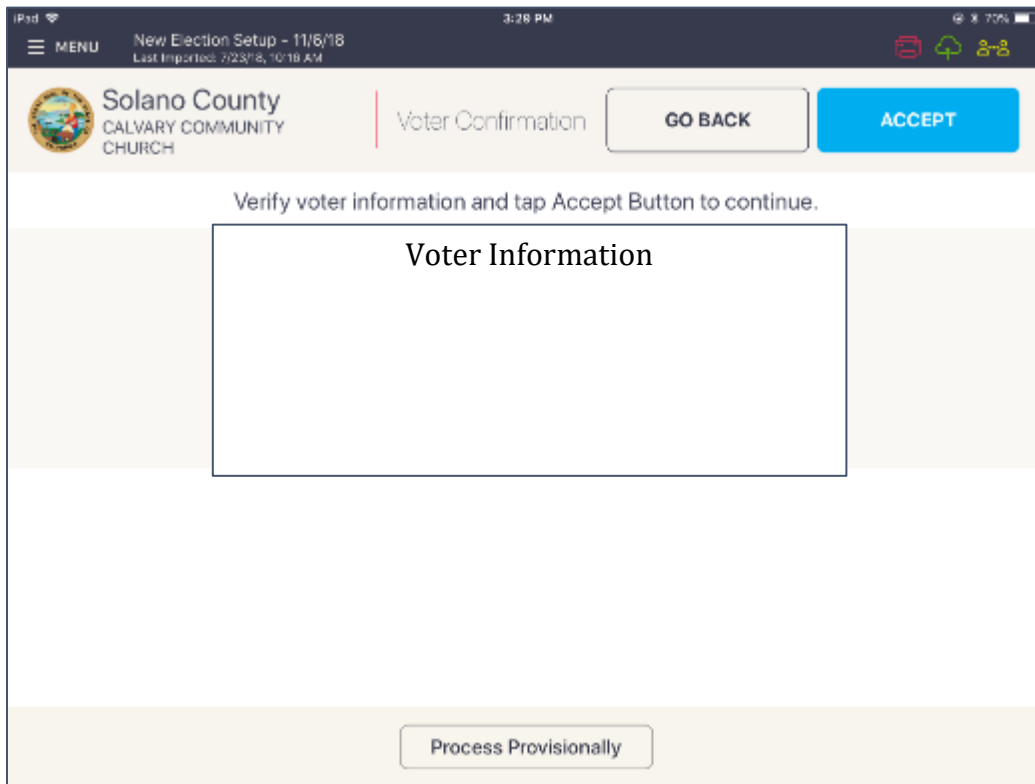 iPad 3:28 PM 70%
MENU New Election Setup - 11/6/18
Last Imported: 7/23/18, 10:18 AM
Solano County
CALVARY COMMUNITY
CHURCH
Voter Confirmation
GO BACK
ACCEPT
Verify voter information and tap Accept Button to continue.
Voter Information
Process Provisionally